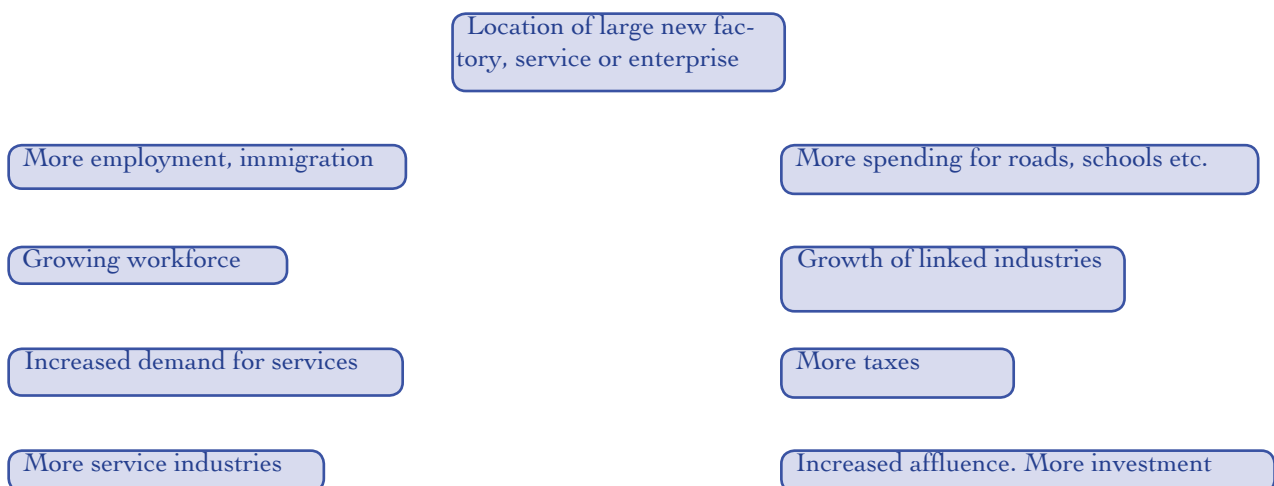 Location of large new fac-
tory, service or enterprise
More employment, immigration
More spending for roads, schools etc.
Growing workforce
Growth of linked industries
Increased demand for services
More taxes
More service industries
Increased affluence. More investment